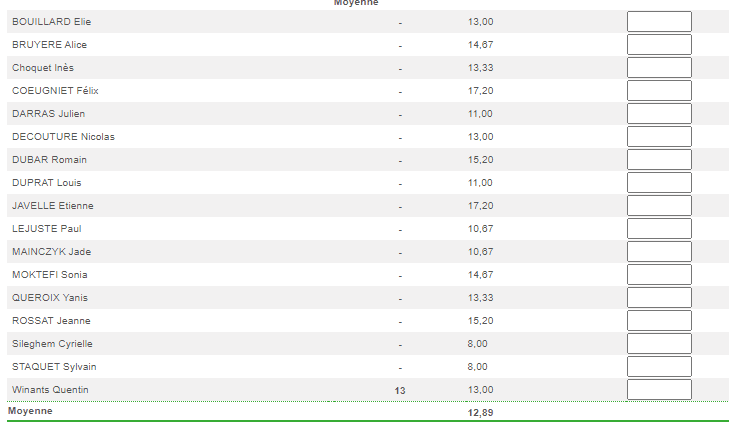 Moyenne
BOUILLARD Elie - 13,00
BRUYERE Alice - 14,67
Choquet Inès - 13,33
COEUGNIET Félix - 17,20
DARRAS Julien - 11,00
DECOUTURE Nicolas - 13,00
DUBAR Romain - 15,20
DUPRAT Louis - 11,00
JAVELLE Etienne - 17,20
LEJUSTE Paul - 10,67
MAINCZYK Jade - 10,67
MOKTEFI Sonia - 14,67
QUEROIX Yanis - 13,33
ROSSAT Jeanne - 15,20
Sileghem Cyrielle - 8,00
STAQUET Sylvain - 8,00
Winants Quentin 13 13,00
Moyenne 12,89